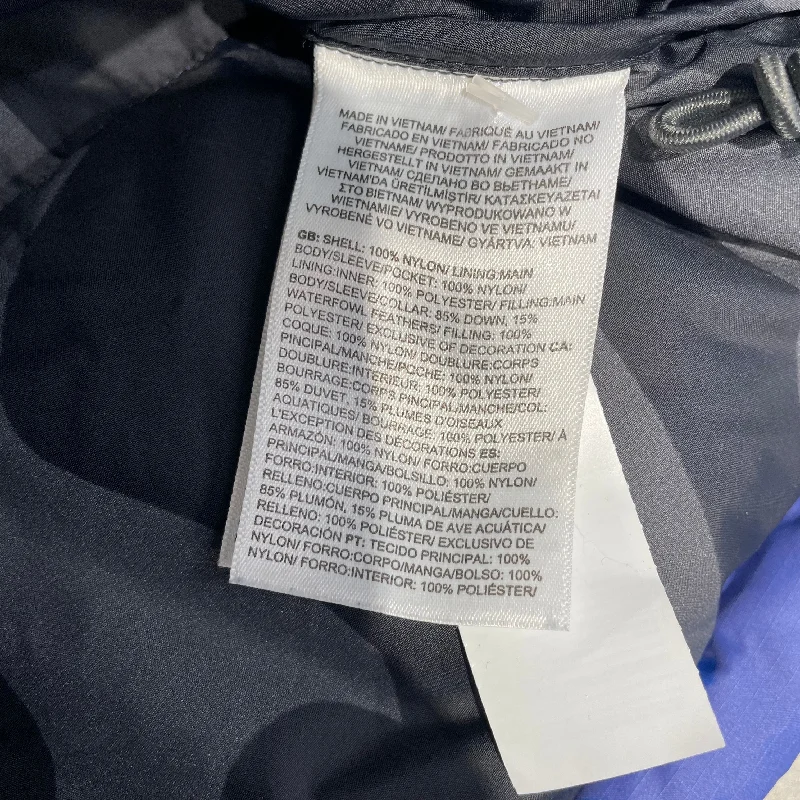 MADE IN VIETNAM/ FABRIQUÉ AU VIETNAM/
FABRICADO EN VIETNAM/ FABRICADO NO
VIETNAME/ PRODOTTO IN VIETNAM/
HERGESTELLT IN VIETNAM/ GEMAAKT IN
VIETNAM/ СДЕЛАНО ВО ВЬЕТНАМЕ/
VİETNAM'DA ÜRETİLMİŞTİR/ ΚΑΤΑΣΚΕΥΑΖΕΤΑΙ
ΣΤΟ ΒΙΕΤΝΑΜ/ WYPRODUKOWANO W
WIETNAMIE/ VYROBENO VE VIETNAMU/
VYROBENÉ VO VIETNAME/ GYÁRTVA: VIETNAM
GB: SHELL: 100% NYLON/ LINING:MAIN
BODY/SLEEVE/POCKET: 100% NYLON/
LINING:INNER: 100% POLYESTER/ FILLING:MAIN
BODY/SLEEVE/COLLAR: 85% DOWN, 15%
WATERFOWL FEATHERS/ FILLING: 100%
POLYESTER/ EXCLUSIVE OF DECORATION CA:
COQUE: 100% NYLON/ DOUBLURE:CORPS
PINCIPAL/MANCHE/POCHE: 100% NYLON/
DOUBLURE:INTÉRIEUR: 100% POLYESTER/
BOURRAGE:CORPS PINCIPAL/MANCHE/COL:
85% DUVET, 15% PLUMES D'OISEAUX
AQUATIQUES/ BOURRAGE: 100% POLYESTER/ À
L'EXCEPTION DES DÉCORATIONS ES:
ARMAZÓN: 100% NYLON/ FORRO:CUERPO
PRINCIPAL/MANGA/BOLSILLO: 100% NYLON/
FORRO:INTERIOR: 100% POLIÉSTER/
RELLENO:CUERPO PRINCIPAL/MANGA/CUELLO:
85% PLUMÓN, 15% PLUMA DE AVE ACUÁTICA/
RELLENO: 100% POLIÉSTER/ EXCLUSIVO DE
DECORACIÓN PT: TECIDO PRINCIPAL: 100%
NYLON/ FORRO:CORPO/MANGA/BOLSO: 100%
NYLON/ FORRO:INTERIOR: 100% POLIÉSTER/